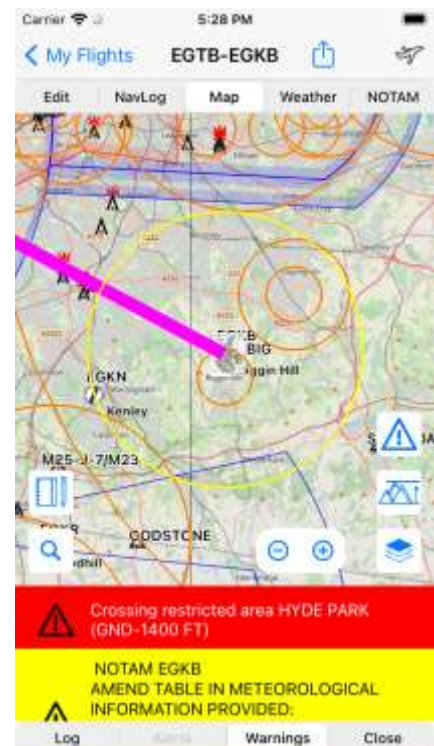 Carrier 5:28 PM
My Flights EGTB-EGKB
Edit NavLog Map Weather NOTAM
EGKB
BIG
ggin Hill
EGKN
Kenley
M25-J-7/M23
GODSTONE
dhill
Crossing restricted area HYDE PARK
(GND-1400 FT)
NOTAM EGKB
AMEND TABLE IN METEOROLOGICAL
INFORMATION PROVIDED:
Log Alerts Warnings Close